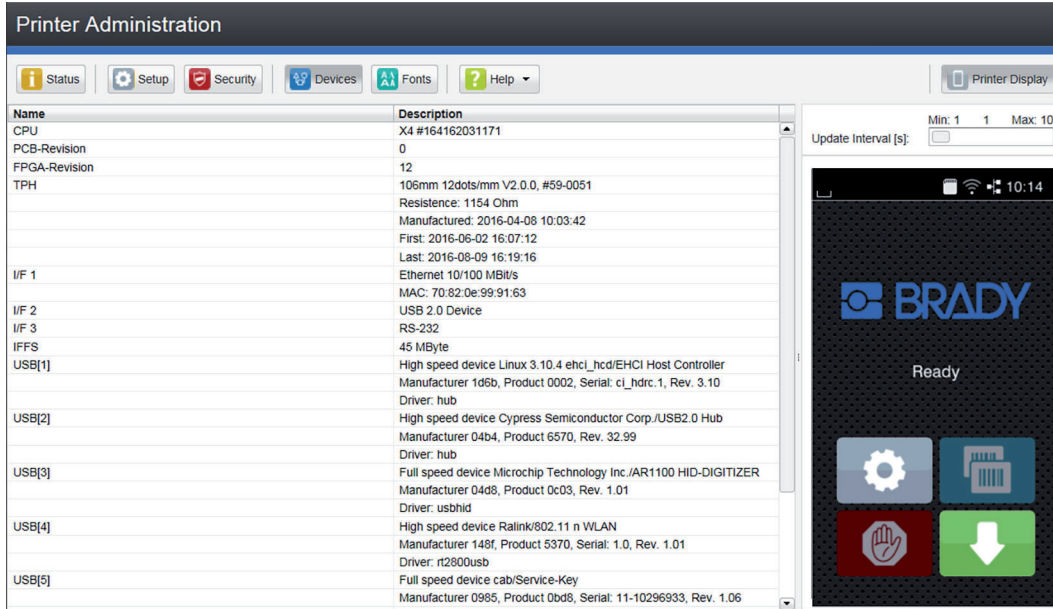 Printer Administration
Status Setup Security Devices Fonts Help Printer Display
Name Description
CPU X4 #164162031171
PCB-Revision 0
FPGA-Revision 12
TPH 106mm 12dots/mm V2.0.0, #59-0051
Resistence: 1154 Ohm
Manufactured: 2016-04-08 10:03:42
First: 2016-06-02 16:07:12
Last: 2016-08-09 16:19:16
I/F 1 Ethernet 10/100 MBit/s
MAC: 70:82:0e:99:91:63
I/F 2 USB 2.0 Device
I/F 3 RS-232
IFFS 45 MByte
USB[1] High speed device Linux 3.10.4 ehci_hcd/EHCI Host Controller
Manufacturer 1d6b, Product 0002, Serial: ci_hdrc.1, Rev. 3.10
Driver: hub
USB[2] High speed device Cypress Semiconductor Corp./USB2.0 Hub
Manufacturer 04b4, Product 6570, Rev. 32.99
Driver: hub
USB[3] Full speed device Microchip Technology Inc./AR1100 HID-DIGITIZER
Manufacturer 04d8, Product 0c03, Rev. 1.01
Driver: usbhid
USB[4] High speed device Ralink/802.11 n WLAN
Manufacturer 148f, Product 5370, Serial: 1.0, Rev. 1.01
Driver: rt2800usb
USB[5] Full speed device cab/Service-Key
Manufacturer 0985, Product 0bd8, Serial: 11-10296933, Rev. 1.06
Min: 1 1 Max: 10
Update Interval [s]:
10:14
BRADY
Ready